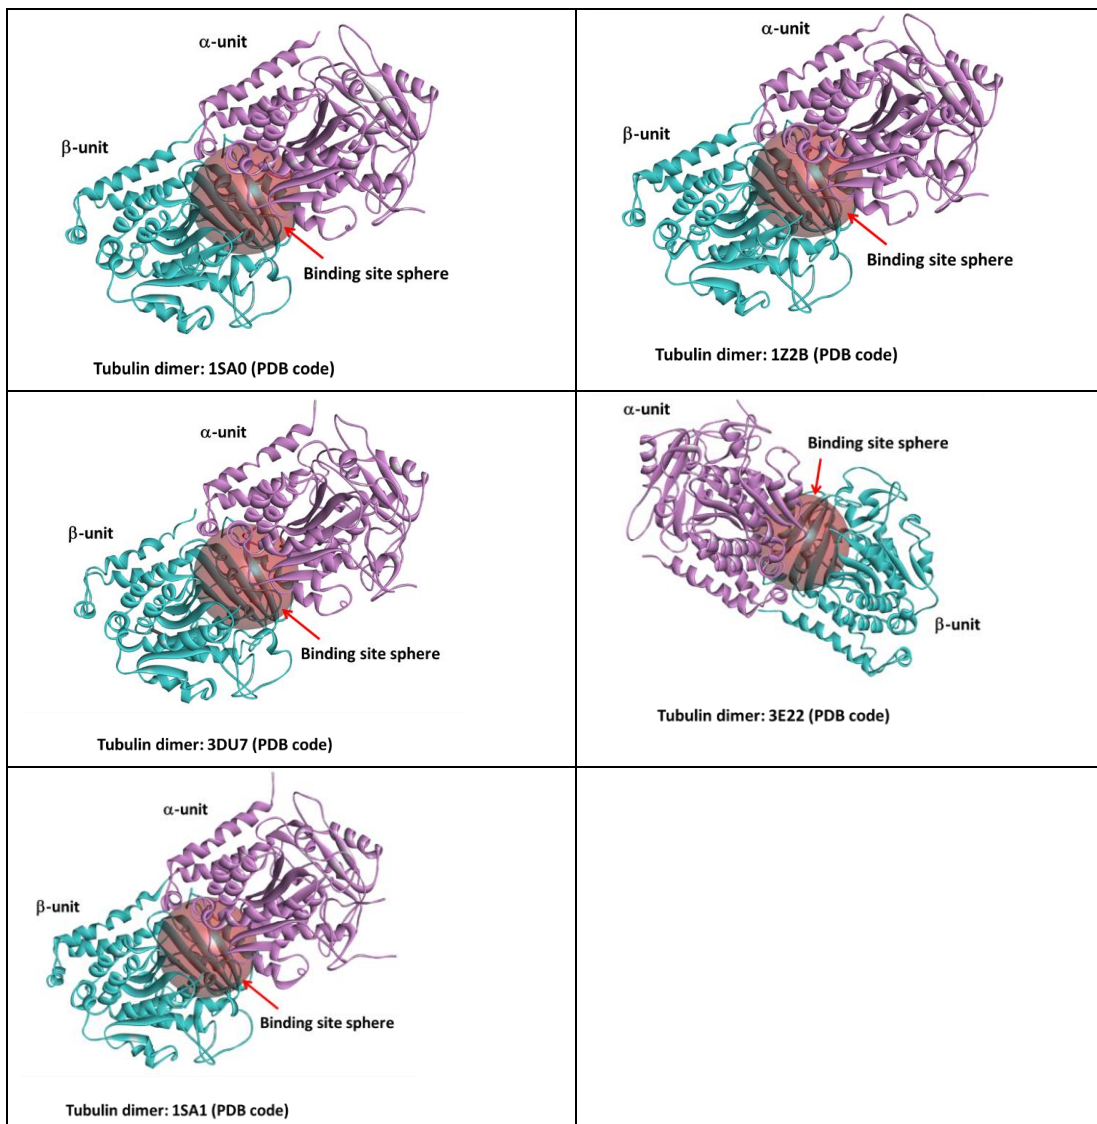 α-unit
β-unit
Binding site sphere
Tubulin dimer: 1SA0 (PDB code)
α-unit
β-unit
Binding site sphere
Tubulin dimer: 1Z2B (PDB code)
α-unit
β-unit
Binding site sphere
Tubulin dimer: 3DU7 (PDB code)
α-unit
Binding site sphere
β-unit
Tubulin dimer: 3E22 (PDB code)
α-unit
β-unit
Binding site sphere
Tubulin dimer: 1SA1 (PDB code)